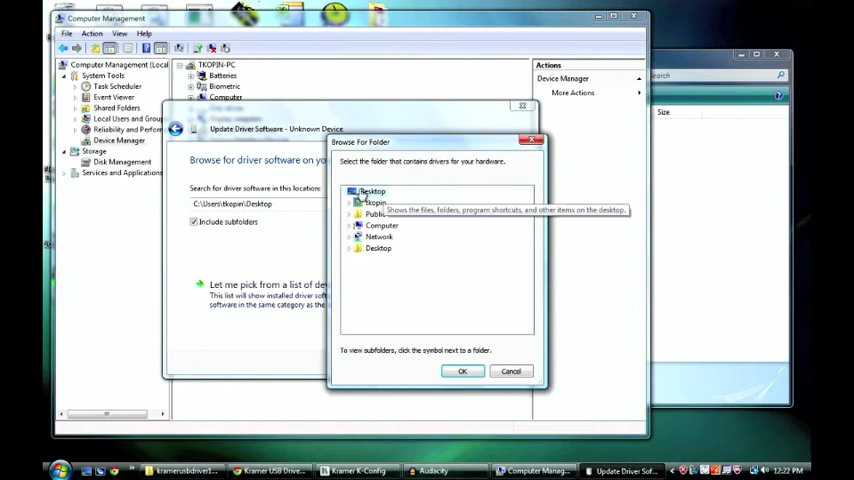 Computer Management
File Action View Help
Computer Management (Local
System Tools
Task Scheduler
Event Viewer
Shared Folders
Local Users and Group
Reliability and Perform
Device Manager
Storage
Disk Management
Services and Applications
TKOPIN-PC
Batteries
Biometric
Computer
Actions
Device Manager
More Actions
Search
Size
Update Driver Software - Unknown Device
Browse for driver software on yo
Search for driver software in this location:
C:\Users\tkopin\Desktop
Include subfolders
Let me pick from a list of dev
This list will show installed driver soft
software in the same category as the
Browse For Folder
Select the folder that contains drivers for your hardware.
Desktop
tkopin
Public
Shows the files, folders, program shortcuts, and other items on the desktop.
Computer
Network
Desktop
To view subfolders, click the symbol next to a folder.
OK Cancel
kramerusbdriver1... Kramer USB Drive... Kramer K-Config Audacity Computer Manag... Update Driver Sof... 12:22 PM